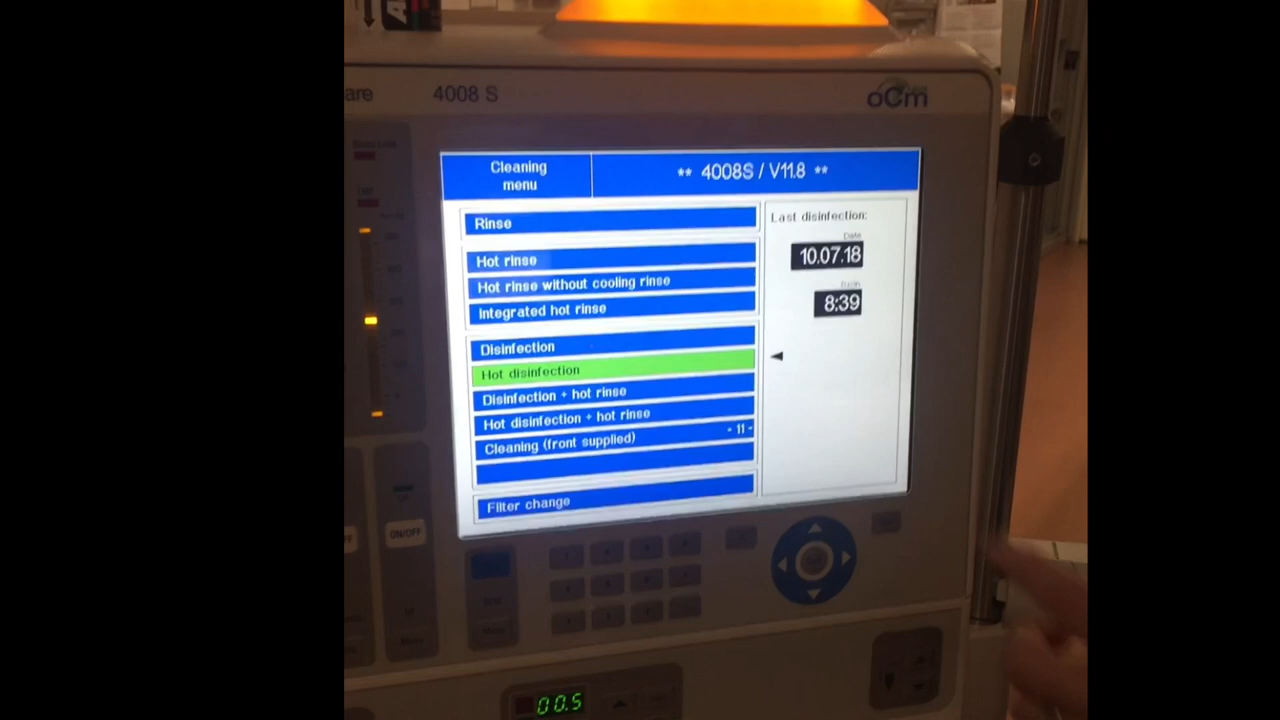 are
4008 S
oCm
Cleaning
menu
** 4008S / V11.8 **
Rinse
Hot rinse
Hot rinse without cooling rinse
Integrated hot rinse
Disinfection
Hot disinfection
Disinfection + hot rinse
Hot disinfection + hot rinse
Cleaning (front supplied)
- 11 -
Filter change
Last disinfection:
Date
10.07.18
8:39
ON/OFF
00.5